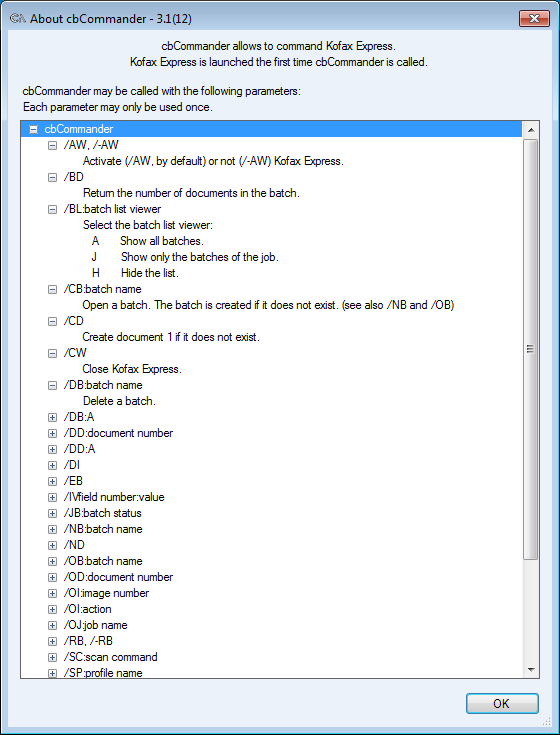 About cbCommander - 3.1(12)
cbCommander allows to command Kofax Express.
Kofax Express is launched the first time cbCommander is called.
cbCommander may be called with the following parameters:
Each parameter may only be used once.
cbCommander
/AW, /-AW
Activate (/AW, by default) or not (/-AW) Kofax Express.
/BD
Return the number of documents in the batch.
/BL:batch list viewer
Select the batch list viewer:
A Show all batches.
J Show only the batches of the job.
H Hide the list.
/CB:batch name
Open a batch. The batch is created if it does not exist. (see also /NB and /OB)
/CD
Create document 1 if it does not exist.
/CW
Close Kofax Express.
/DB:batch name
Delete a batch.
/DB:A
/DD:document number
/DD:A
/DI
/EB
/IVfield number:value
/JB:batch status
/NB:batch name
/ND
/OB:batch name
/OD:document number
/OI:image number
/OI:action
/OJ:job name
/RB, /-RB
/SC:scan command
/SP:profile name
OK